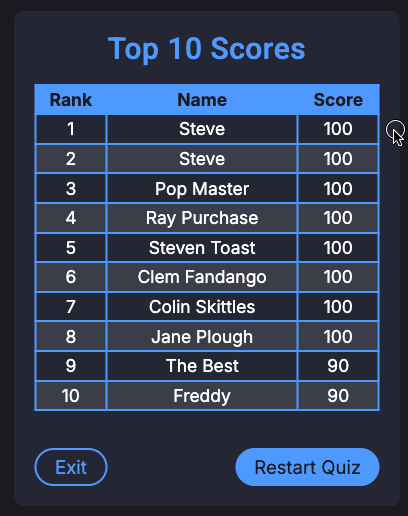 Top 10 Scores
Rank Name Score
1 Steve 100
2 Steve 100
3 Pop Master 100
4 Ray Purchase 100
5 Steven Toast 100
6 Clem Fandango 100
7 Colin Skittles 100
8 Jane Plough 100
9 The Best 90
10 Freddy 90
Exit Restart Quiz